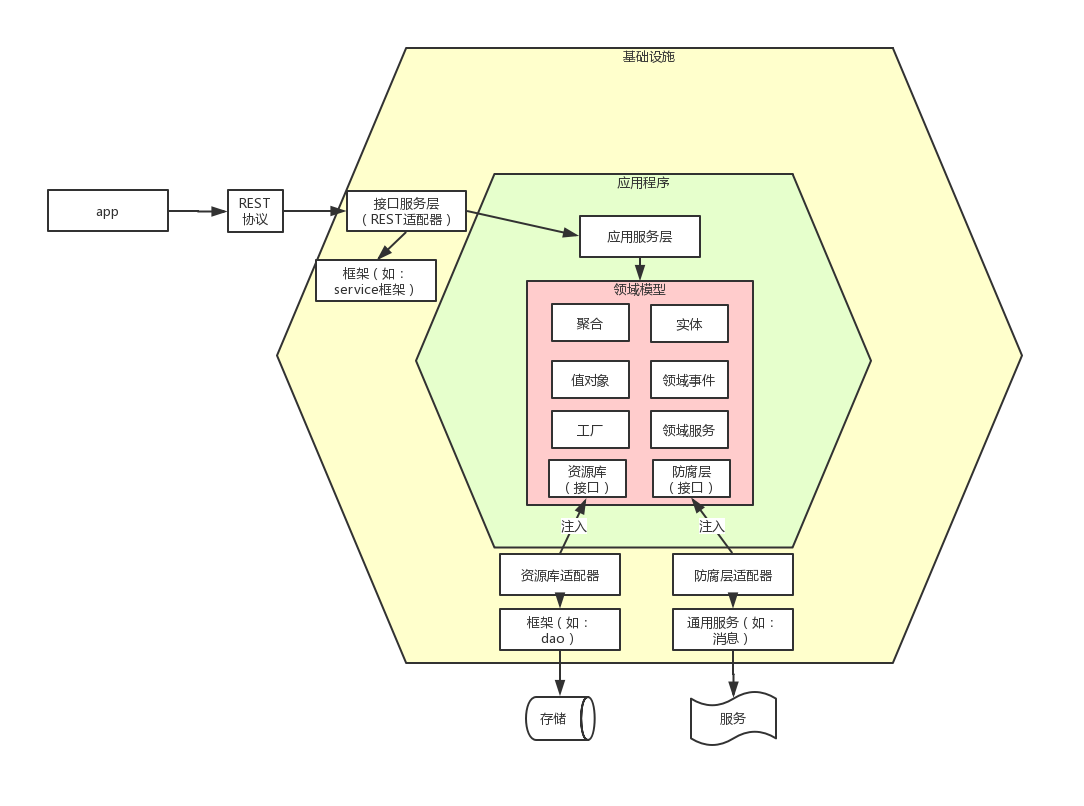 基础设施
应用程序
app
REST
协议
接口服务层
（REST适配器）
框架（如：
service框架）
应用服务层
领域模型
聚合
实体
值对象
领域事件
工厂
领域服务
资源库
（接口）
防腐层
（接口）
注入
注入
资源库适配器
防腐层适配器
框架（如：
dao）
通用服务（如：
消息）
存储
服务